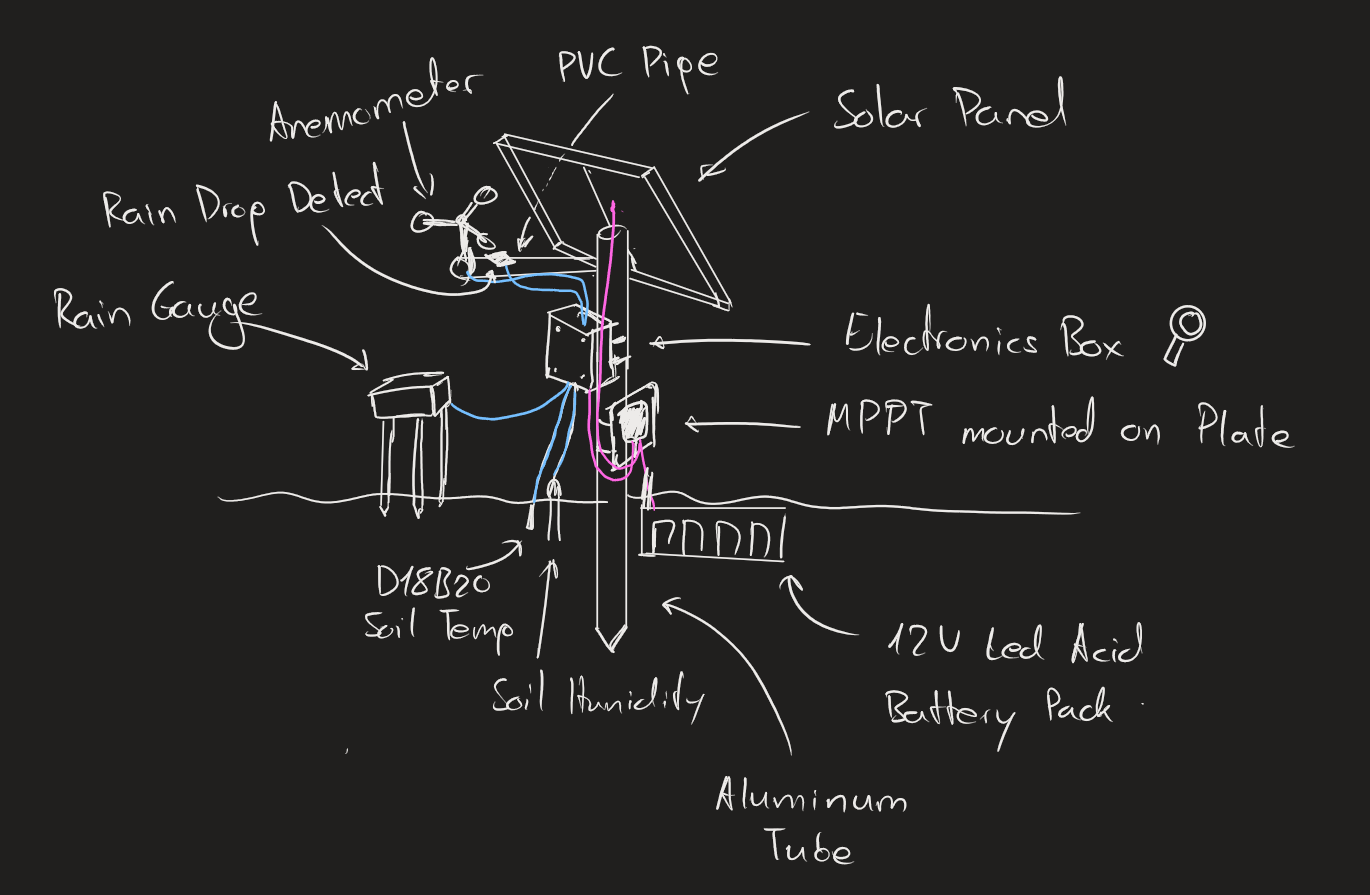 PVC Pipe
Anemometer
Solar Panel
Rain Drop Detect
Rain Gauge
Electronics Box
MPPT mounted on Plate
D18B20
Soil Temp
Soil Humidity
12V Led Acid
Battery Pack
Aluminum
Tube